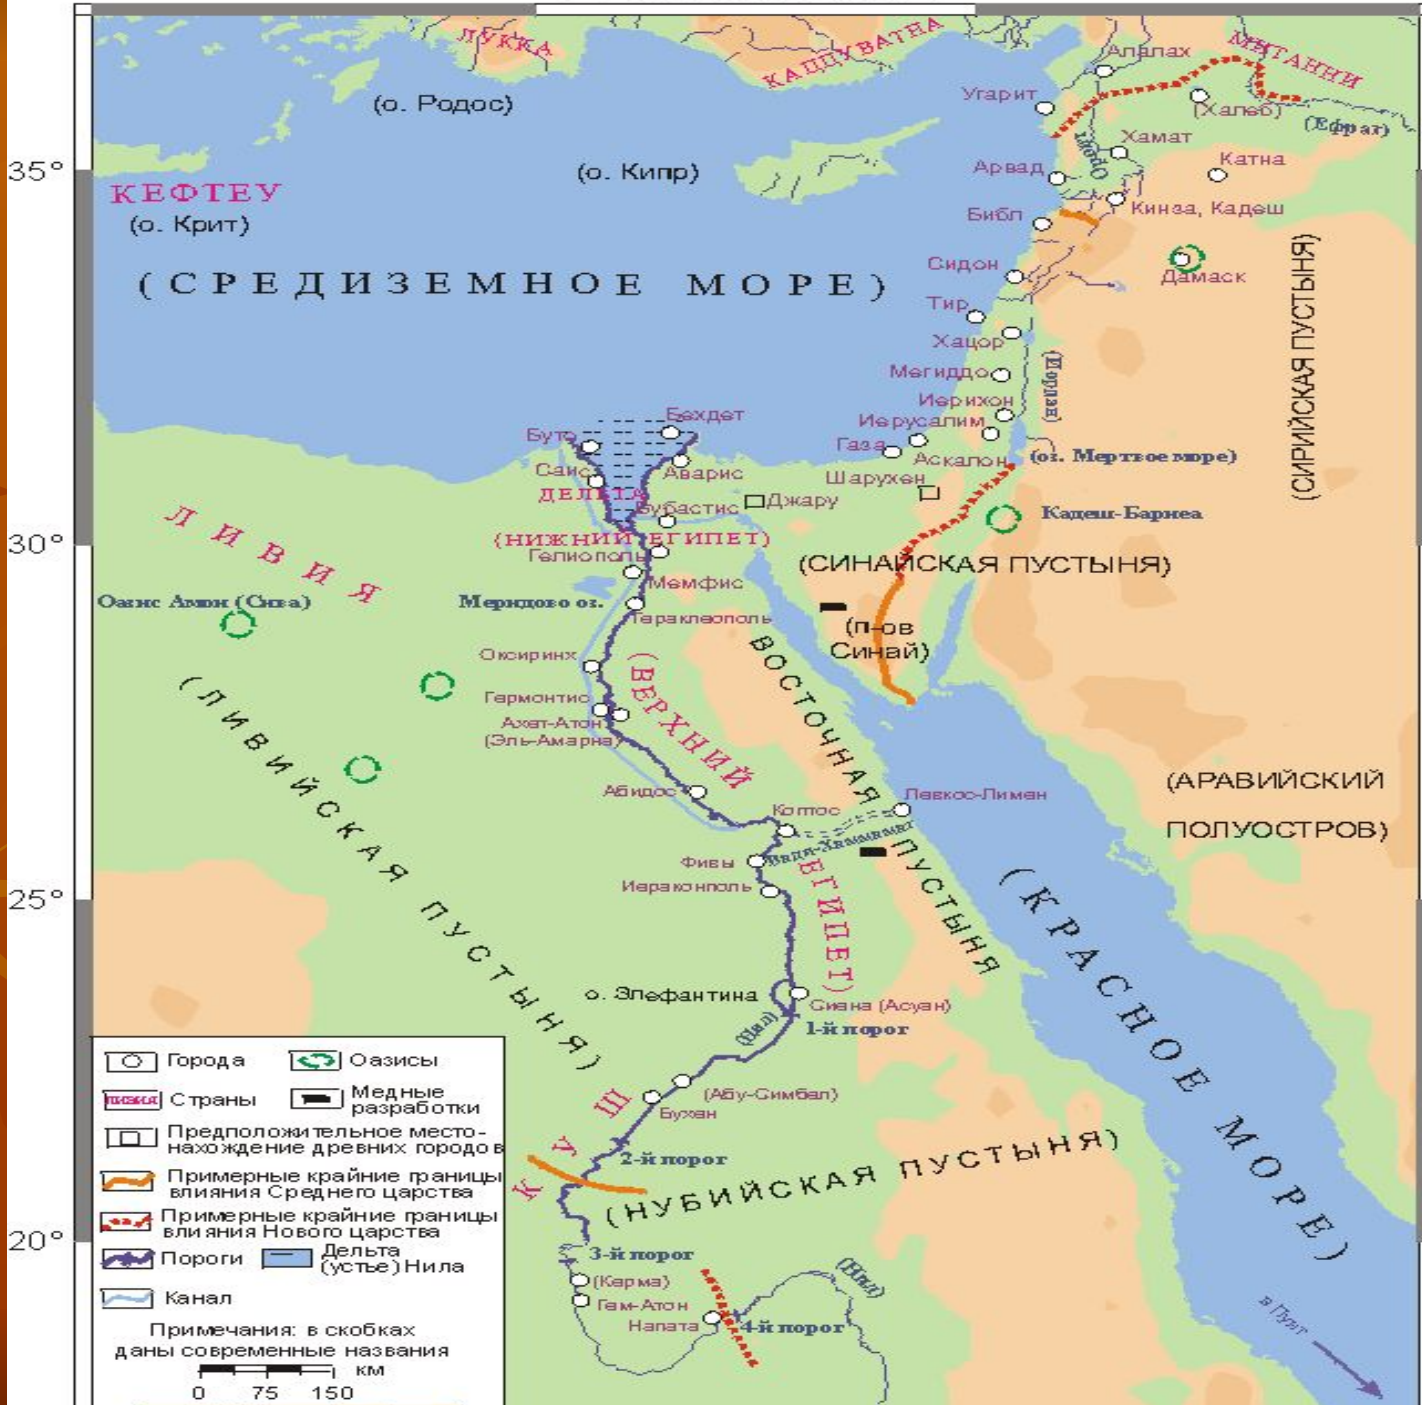 ЛУККА
КАЦЦУВАТНА
МИТАННИ
Алалах
(о. Родос)
Угарит
(Халеб)
(Ефрат)
35°
(о. Кипр)
Хамат
Оронт
Катна
Арвад
КЕФТЕУ
(о. Крит)
Библ
Кинза, Кадеш
(СРЕДИЗЕМНОЕ МОРЕ)
Сидон
Дамаск
(СИРИЙСКАЯ ПУСТЫНЯ)
Тир
Хацор
(Иордан)
Мегиддо
Иерихон
Иерусалим
Бехдет
Буто
Газа
Аскалон
(оз. Мертвое море)
Саис
Аварис
Шарухен
ДЕЛЬТА
Джару
Бубастис
Кадеш-Барнеа
30°
(НИЖНИЙ ЕГИПЕТ)
ЛИВИЯ
Гелиополь
(СИНАЙСКАЯ ПУСТЫНЯ)
Мемфис
Оазис Амон (Сива)
Меридово оз.
Гераклеополь
(п-ов
Синай)
ВОСТОЧНАЯ ПУСТЫНЯ
Оксиринх
(ВЕРХНИЙ ЕГИПЕТ)
(ЛИВИЙСКАЯ ПУСТЫНЯ)
Гермонтис
Ахет-Атон
(Эль-Амарна)
(АРАВИЙСКИЙ
ПОЛУОСТРОВ)
Абидос
Левкос-Лимен
Коптос
Вади-Хаммамат
Фивы
Иераконполь
25°
(КРАСНОЕ МОРЕ)
о. Элефантина
Сиена (Асуан)
1-й порог
(Нил)
(Абу-Симбел)
Бухен
КУШ
2-й порог
(НУБИЙСКАЯ ПУСТЫНЯ)
20°
3-й порог
(Керма)
(Нил)
Гем-Атон
Напата
4-й порог
в Пунт
Города
Оазисы
ливия
Страны
Медные
разработки
Предположительное место-
нахождение древних городов
Примерные крайние границы
влияния Среднего царства
Примерные крайние границы
влияния Нового царства
Пороги
Дельта
(устье) Нила
Канал
Примечания: в скобках
даны современные названия
км
0 75 150